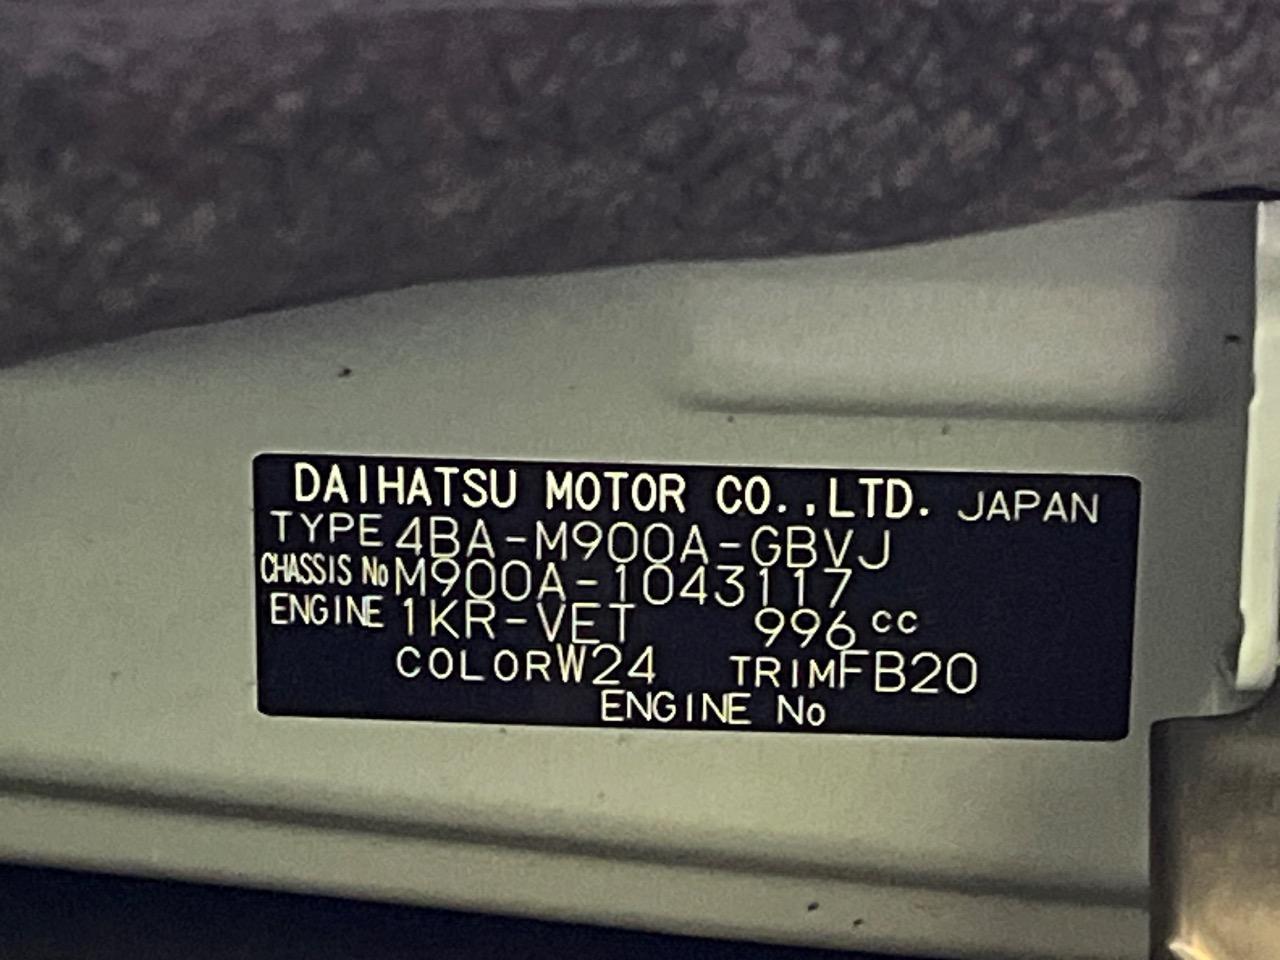 DAIHATSU MOTOR CO.,LTD. JAPAN
TYPE 4BA-M900A-GBVJ
CHASSIS No M900A-1043117
ENGINE 1KR-VET 996cc
COLOR W24 TRIM FB20
ENGINE No